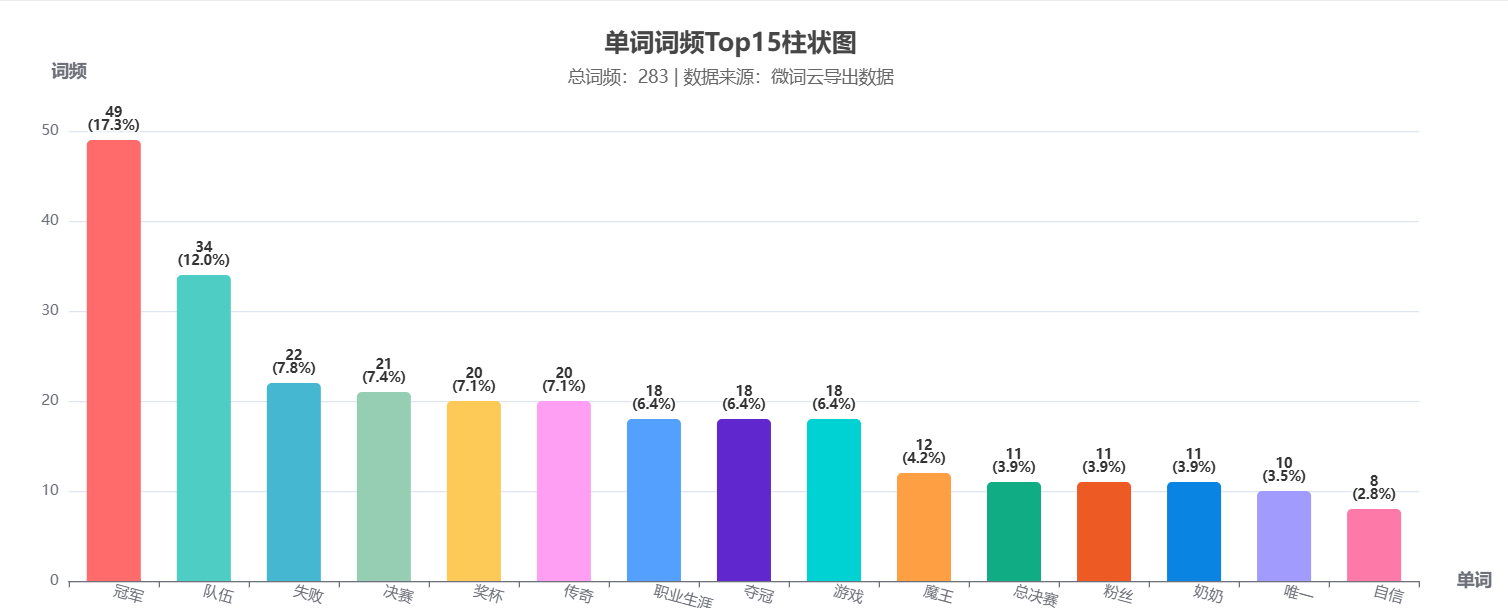 单词词频Top15柱状图
总词频：283 | 数据来源：微词云导出数据
词频
50
40
30
20
10
0
49
(17.3%)
34
(12.0%)
22
(7.8%)
21
(7.4%)
20
(7.1%)
20
(7.1%)
18
(6.4%)
18
(6.4%)
18
(6.4%)
12
(4.2%)
11
(3.9%)
11
(3.9%)
11
(3.9%)
10
(3.5%)
8
(2.8%)
冠军
队伍
失败
决赛
奖杯
传奇
职业生涯
夺冠
游戏
魔王
总决赛
粉丝
奶奶
唯一
自信
单词